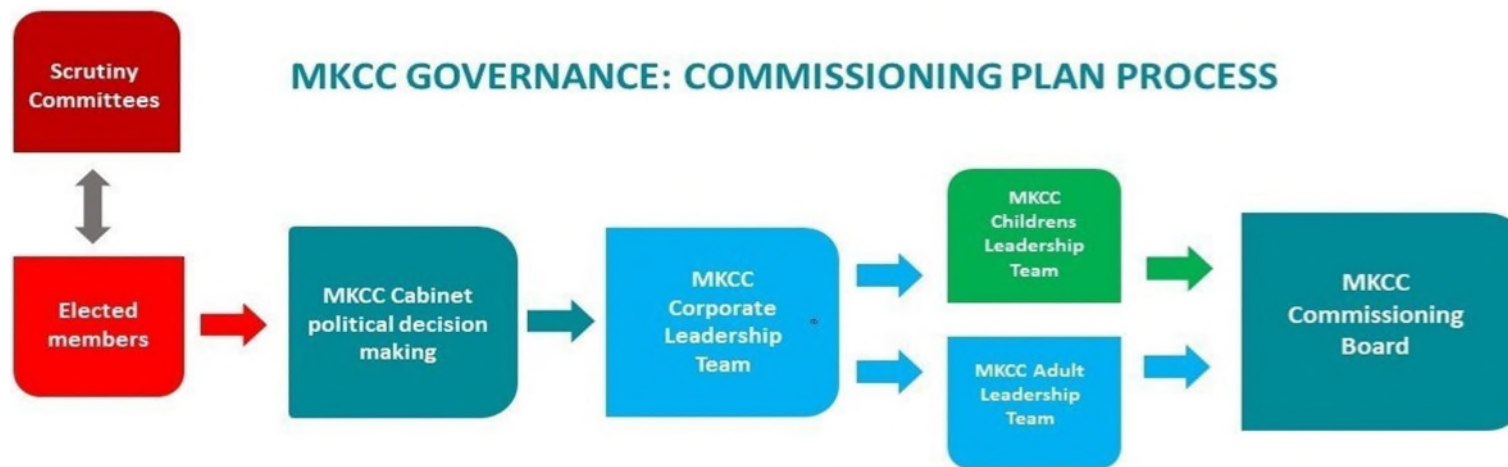 Scrutiny
Committees
MKCC GOVERNANCE: COMMISSIONING PLAN PROCESS
Elected
members
MKCC Cabinet
political decision
making
MKCC
Corporate
Leadership
Team
MKCC
Childrens
Leadership
Team
MKCC Adult
Leadership
Team
MKCC
Commissioning
Board